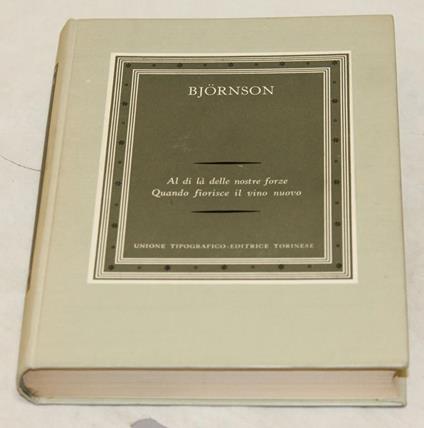 BJÖRNSON
Al di là delle nostre forze
Quando fiorisce il vino nuovo
UNIONE TIPOGRAFICO-EDITRICE TORINESE